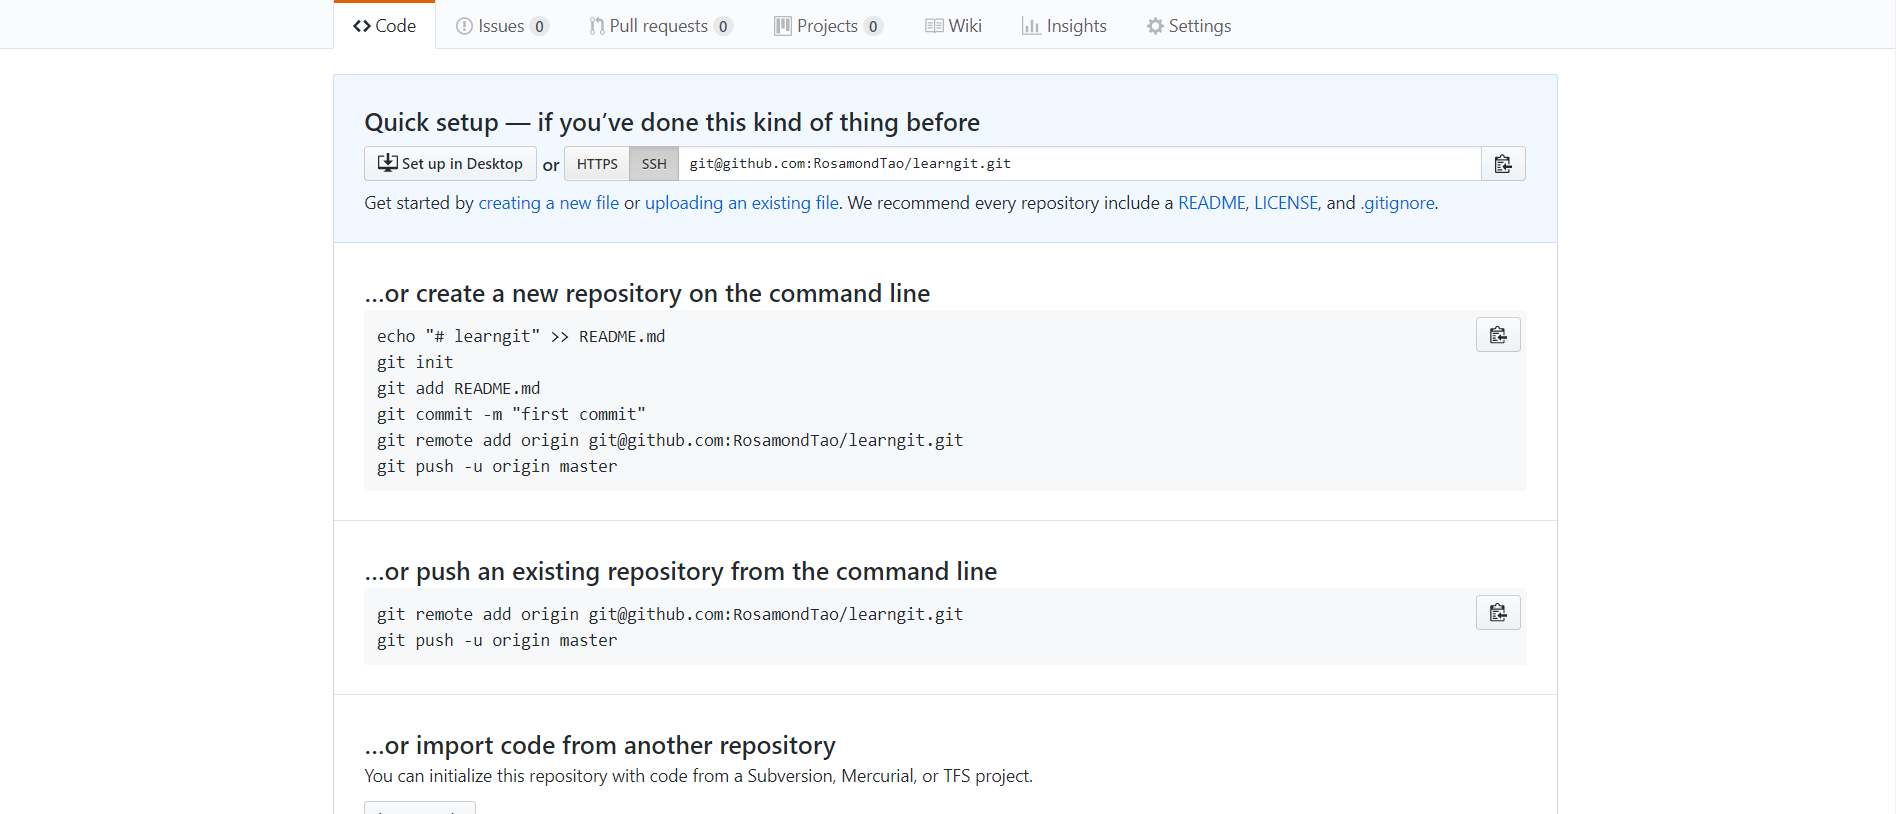 Code Issues 0 Pull requests 0 Projects 0 Wiki Insights Settings
Quick setup — if you’ve done this kind of thing before
Set up in Desktop or HTTPS SSH git@github.com:RosamondTao/learngit.git
Get started by creating a new file or uploading an existing file. We recommend every repository include a README, LICENSE, and .gitignore.
…or create a new repository on the command line
echo "# learngit" >> README.md
git init
git add README.md
git commit -m "first commit"
git remote add origin git@github.com:RosamondTao/learngit.git
git push -u origin master
…or push an existing repository from the command line
git remote add origin git@github.com:RosamondTao/learngit.git
git push -u origin master
…or import code from another repository
You can initialize this repository with code from a Subversion, Mercurial, or TFS project.